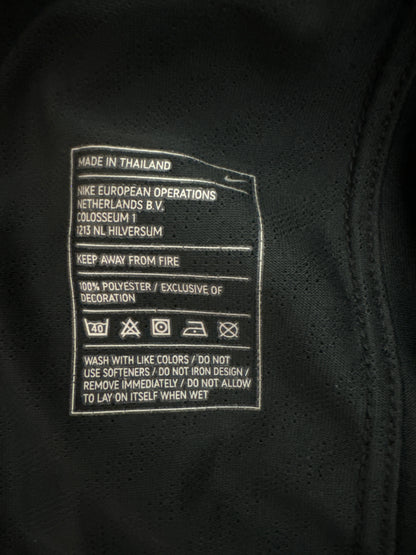 MADE IN THAILAND
NIKE EUROPEAN OPERATIONS
NETHERLANDS B.V.
COLOSSEUM 1
1213 NL HILVERSUM
KEEP AWAY FROM FIRE
100% POLYESTER / EXCLUSIVE OF
DECORATION
40
WASH WITH LIKE COLORS / DO NOT
USE SOFTENERS / DO NOT IRON DESIGN /
REMOVE IMMEDIATELY / DO NOT ALLOW
TO LAY ON ITSELF WHEN WET